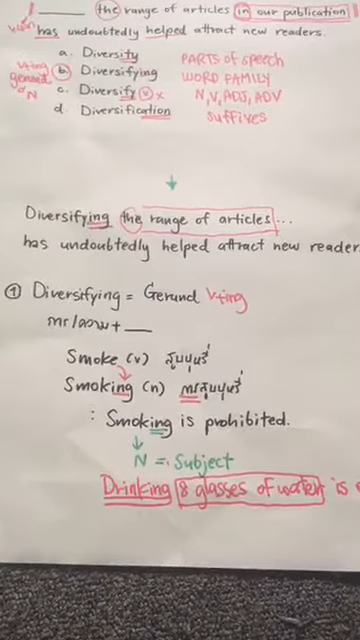 ______ the range of articles in our publication
has undoubtedly helped attract new readers.
a. Diversity
b. Diversifying
c. Diversify (v) x
d. Diversification
V+ing
gerund
N
PARTS of speech
WORD FAMILY
N, V, ADJ, ADV
suffixes
Diversifying the range of articles...
has undoubtedly helped attract new reader
① Diversifying = Gerund V+ing
การ/ความ + ___
Smoke (v) สูบบุหรี่
Smoking (n) การสูบบุหรี่
: Smoking is prohibited.
N = Subject
Drinking 8 glasses of water is